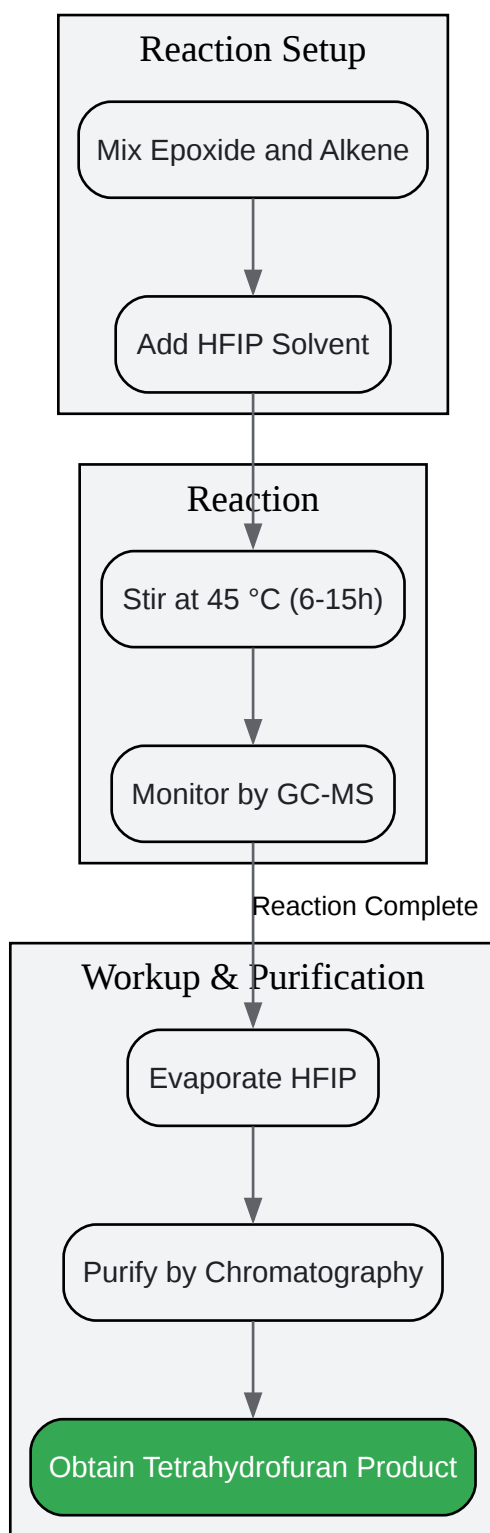 Reaction Setup
Mix Epoxide and Alkene
Add HFIP Solvent
Reaction
Stir at 45 °C (6-15h)
Monitor by GC-MS
Reaction Complete
Workup & Purification
Evaporate HFIP
Purify by Chromatography
Obtain Tetrahydrofuran Product